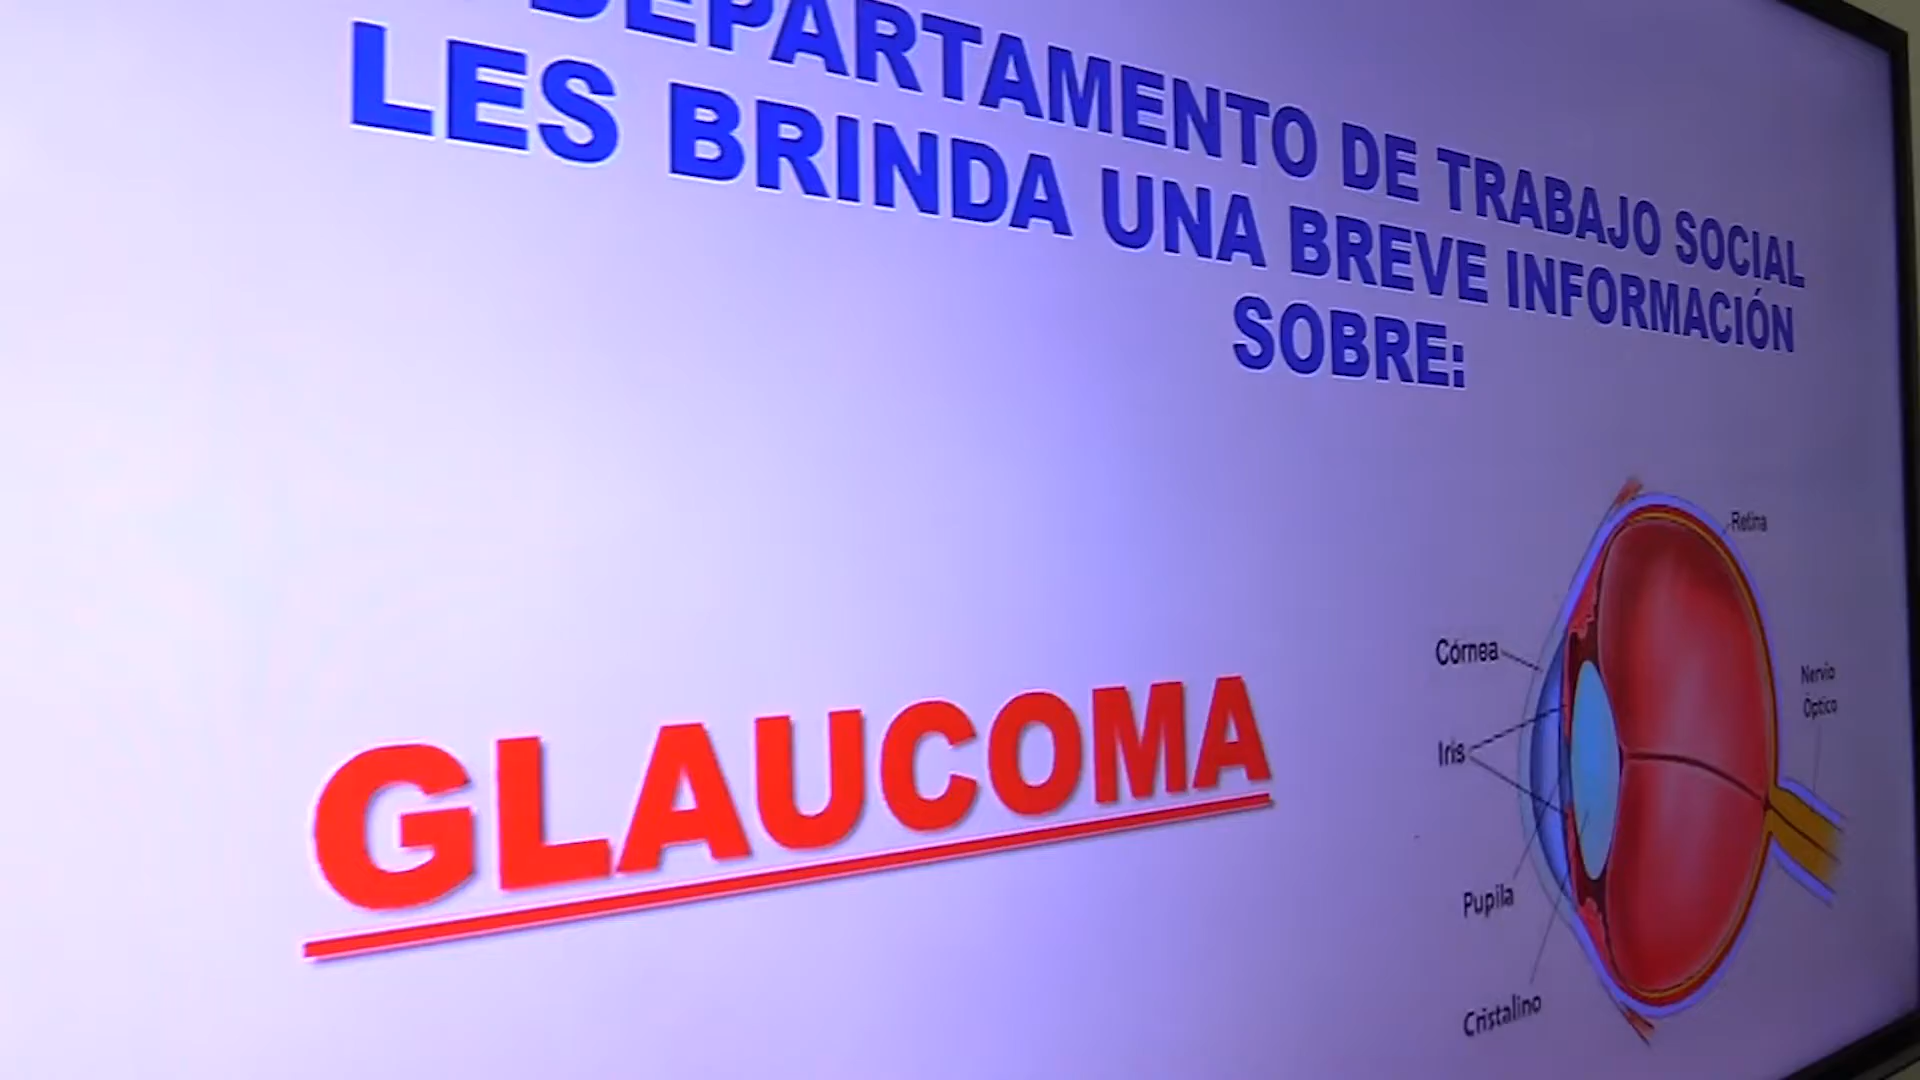 DEPARTAMENTO DE TRABAJO SOCIAL
LES BRINDA UNA BREVE INFORMACIÓN
SOBRE:
GLAUCOMA
Retina
Córnea
Nervio
Óptico
Iris
Pupila
Cristalino